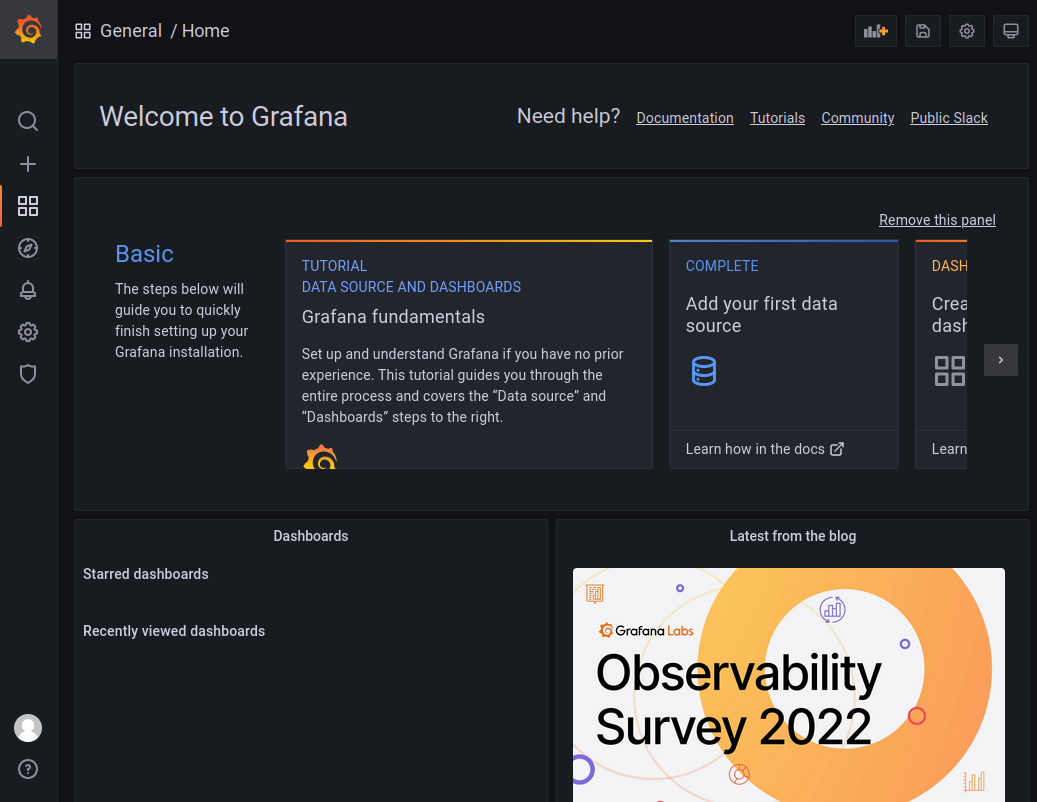 General / Home
Welcome to Grafana
Need help? Documentation Tutorials Community Public Slack
Remove this panel
Basic
The steps below will
guide you to quickly
finish setting up your
Grafana installation.
TUTORIAL
DATA SOURCE AND DASHBOARDS
Grafana fundamentals
Set up and understand Grafana if you have no prior
experience. This tutorial guides you through the
entire process and covers the “Data source” and
“Dashboards” steps to the right.
COMPLETE
Add your first data
source
Learn how in the docs
DASH
Crea
dash
Learn
Dashboards
Starred dashboards
Recently viewed dashboards
Latest from the blog
Grafana Labs
Observability
Survey 2022